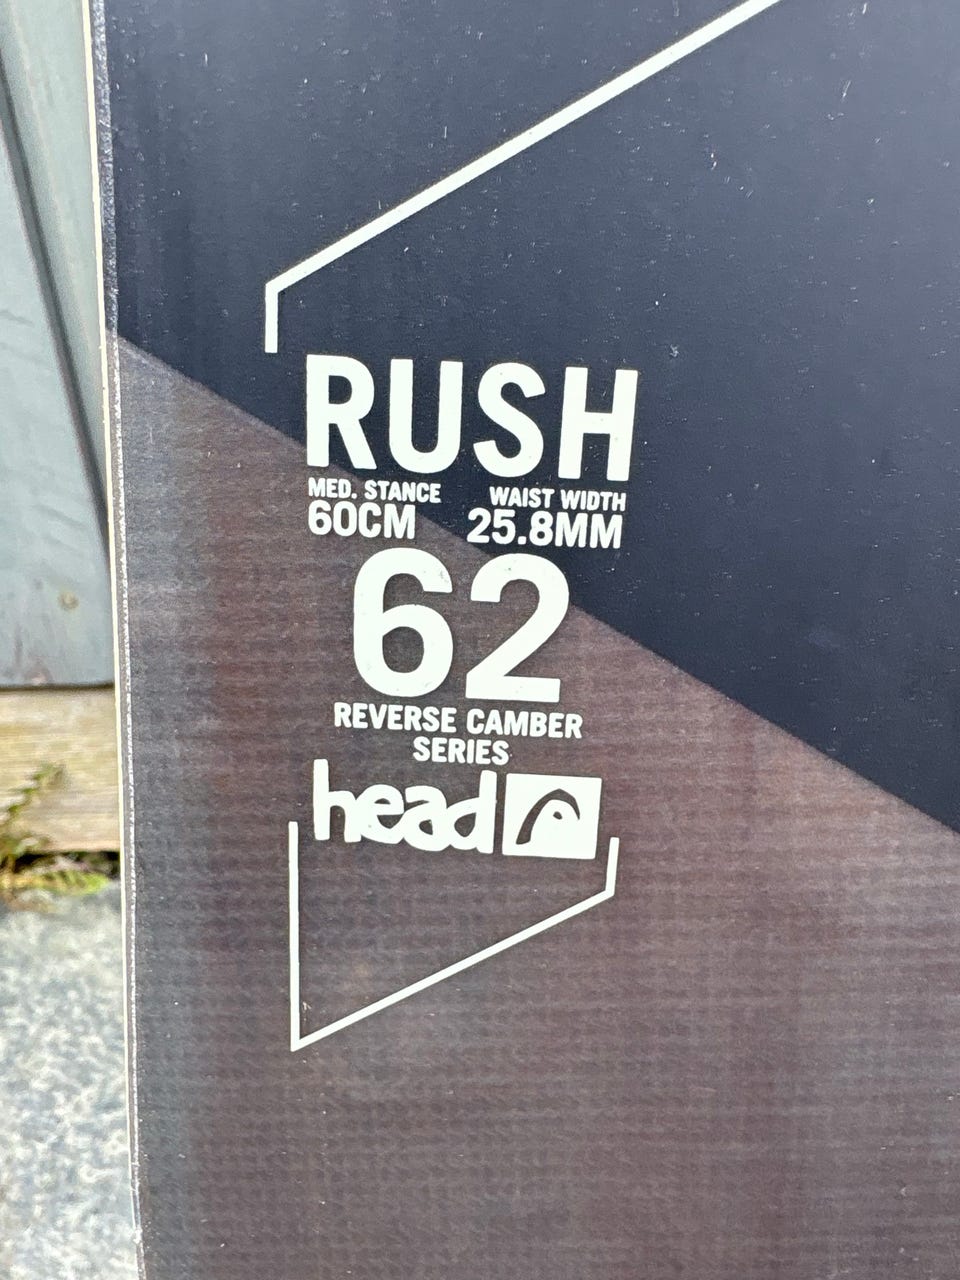 RUSH
MED. STANCE WAIST WIDTH
60CM 25.8MM
62
REVERSE CAMBER
SERIES
head